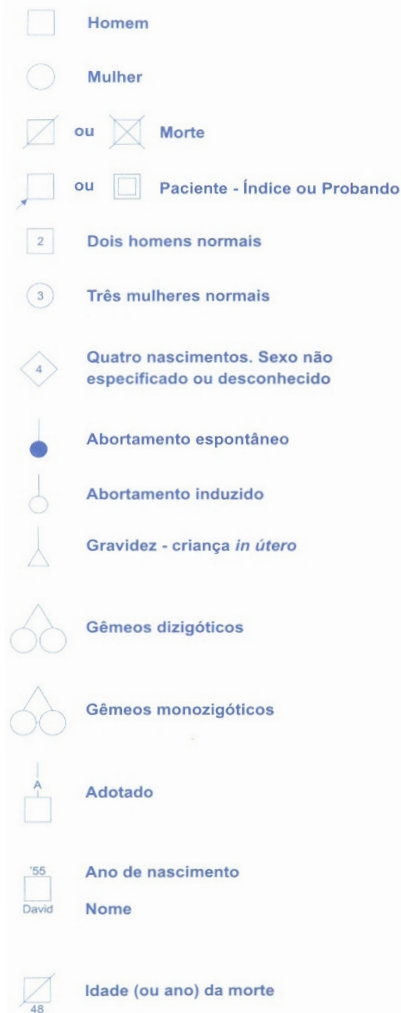 Homem
Mulher
ou Morte
ou Paciente - Índice ou Probando
2 Dois homens normais
3 Três mulheres normais
4 Quatro nascimentos. Sexo não
especificado ou desconhecido
Abortamento espontâneo
Abortamento induzido
Gravidez - criança in útero
Gêmeos dizigóticos
Gêmeos monozigóticos
A
Adotado
'55 Ano de nascimento
David Nome
Idade (ou ano) da morte
48